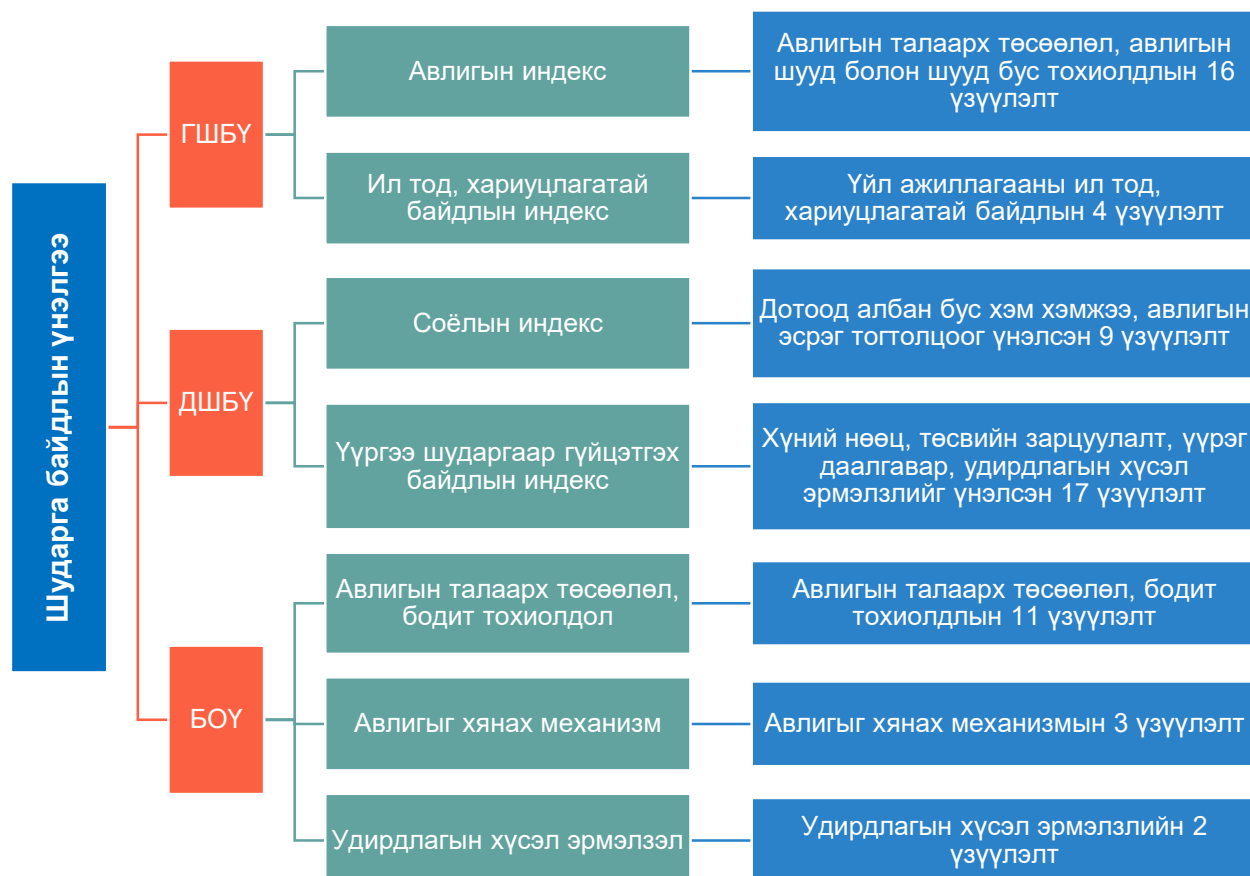 Шударга байдлын үнэлгээ
ГШБҮ
Авлигын индекс
Авлигын талаарх төсөөлөл, авлигын
шууд болон шууд бус тохиолдлын 16
үзүүлэлт
Ил тод, хариуцлагатай
байдлын индекс
Үйл ажиллагааны ил тод,
хариуцлагатай байдлын 4 үзүүлэлт
ДШБҮ
Соёлын индекс
Дотоод албан бус хэм хэмжээ, авлигын
эсрэг тогтолцоог үнэлсэн 9 үзүүлэлт
Үүргээ шударгаар гүйцэтгэх
байдлын индекс
Хүний нөөц, төсвийн зарцуулалт, үүрэг
даалгавар, удирдлагын хүсэл
эрмэлзлийг үнэлсэн 17 үзүүлэлт
БОҮ
Авлигын талаарх төсөөлөл,
бодит тохиолдол
Авлигын талаарх төсөөлөл, бодит
тохиолдлын 11 үзүүлэлт
Авлигыг хянах механизм
Авлигыг хянах механизмын 3 үзүүлэлт
Удирдлагын хүсэл эрмэлзэл
Удирдлагын хүсэл эрмэлзлийн 2
үзүүлэлт